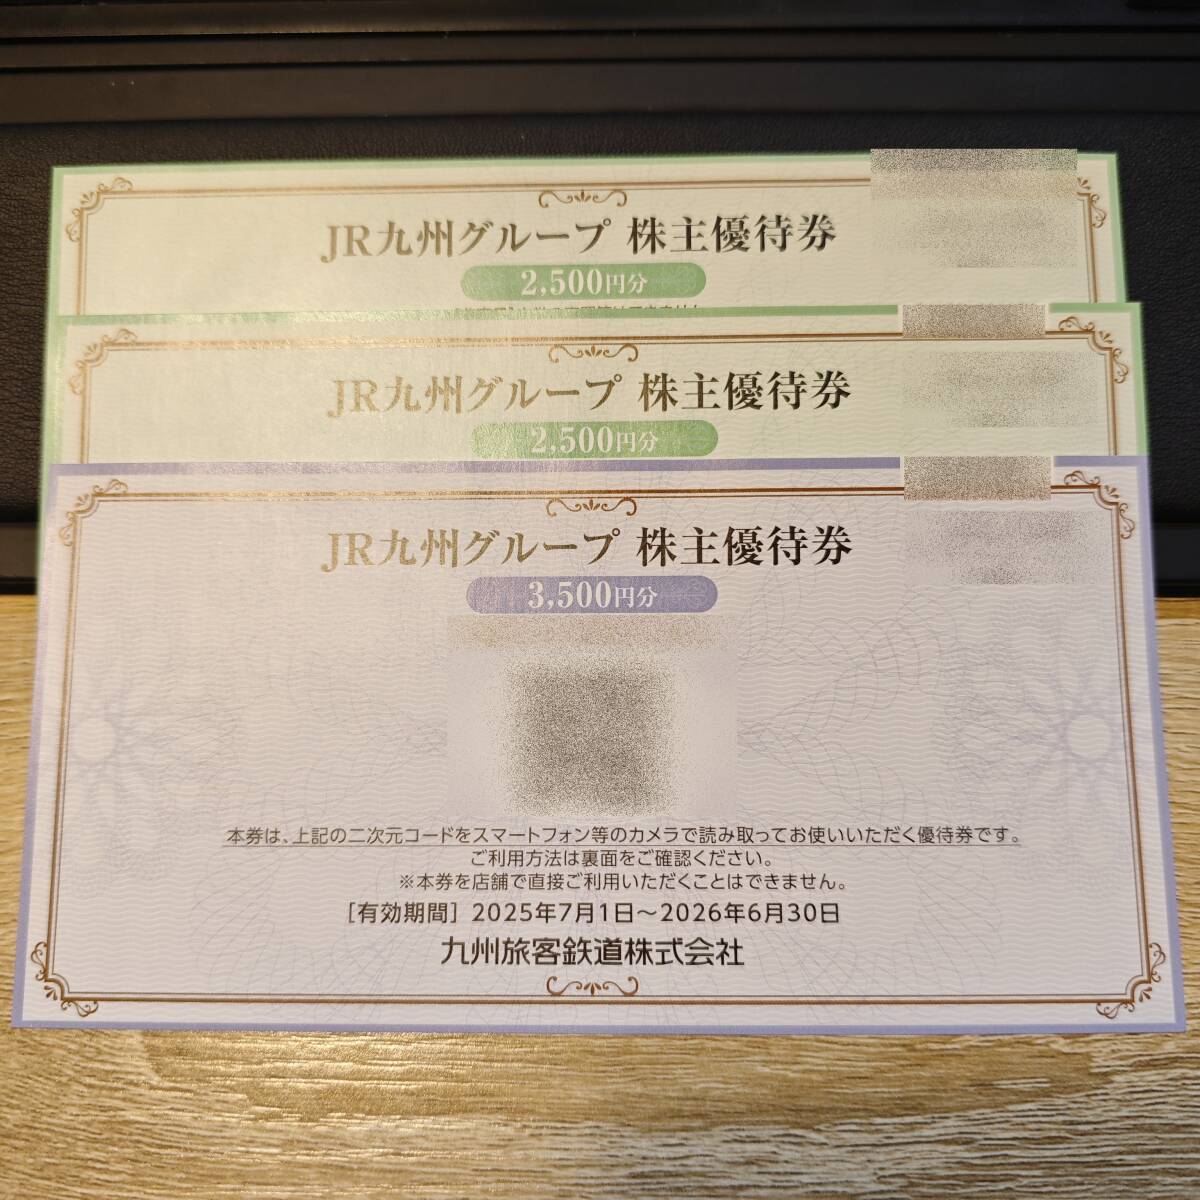 JR九州グループ 株主優待券
2,500円分
JR九州グループ 株主優待券
2,500円分
JR九州グループ 株主優待券
3,500円分
本券は、上記の二次元コードをスマートフォン等のカメラで読み取ってお使いいただく優待券です。
ご利用方法は裏面をご確認ください。
※本券を店舗で直接ご利用いただくことはできません。
［有効期間］ 2025年7月1日～2026年6月30日
九州旅客鉄道株式会社